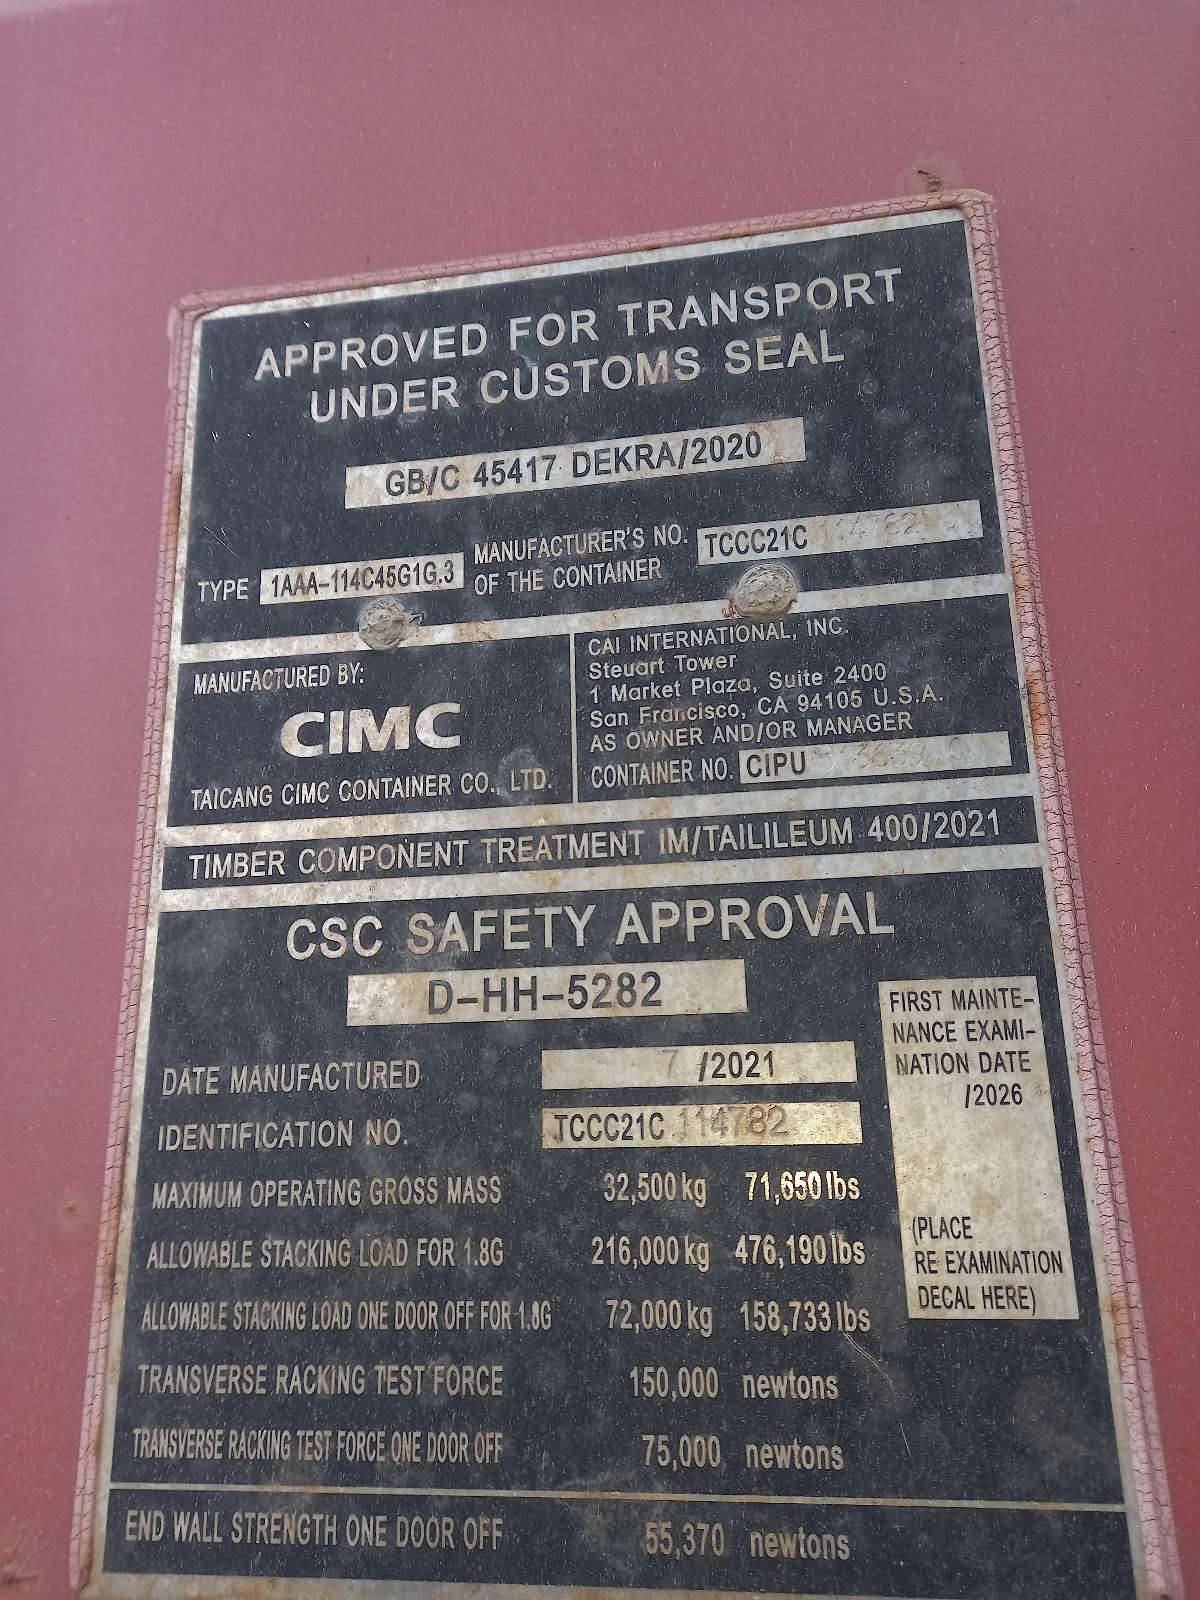 APPROVED FOR TRANSPORT
UNDER CUSTOMS SEAL
GB/C 45417 DEKRA/2020
TYPE 1AAA-114C45G1G.3
MANUFACTURER'S NO.
OF THE CONTAINER
TCCC21C 114782
MANUFACTURED BY:
CIMC
TAICANG CIMC CONTAINER CO., LTD.
CAI INTERNATIONAL, INC.
Steuart Tower
1 Market Plaza, Suite 2400
San Francisco, CA 94105 U.S.A.
AS OWNER AND/OR MANAGER
CONTAINER NO. CIPU
TIMBER COMPONENT TREATMENT IM/TAILILEUM 400/2021
CSC SAFETY APPROVAL
D-HH-5282
DATE MANUFACTURED 7 /2021
IDENTIFICATION NO. TCCC21C 114782
MAXIMUM OPERATING GROSS MASS 32,500 kg 71,650 lbs
ALLOWABLE STACKING LOAD FOR 1.8G 216,000 kg 476,190 lbs
ALLOWABLE STACKING LOAD ONE DOOR OFF FOR 1.8G 72,000 kg 158,733 lbs
TRANSVERSE RACKING TEST FORCE 150,000 newtons
TRANSVERSE RACKING TEST FORCE ONE DOOR OFF 75,000 newtons
END WALL STRENGTH ONE DOOR OFF 55,370 newtons
FIRST MAINTE-
NANCE EXAMI-
NATION DATE
/2026
(PLACE
RE EXAMINATION
DECAL HERE)